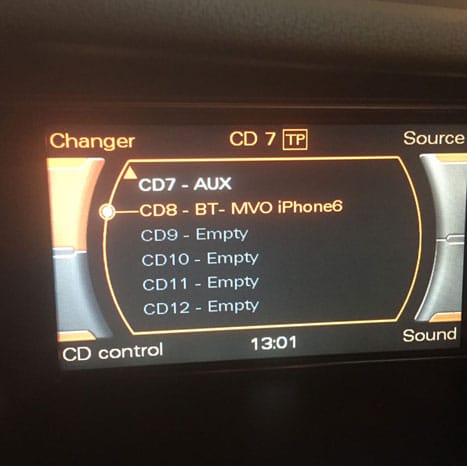 Changer CD 7 TP Source
CD7 - AUX
CD8 - BT- MVO iPhone6
CD9 - Empty
CD10 - Empty
CD11 - Empty
CD12 - Empty
CD control 13:01 Sound